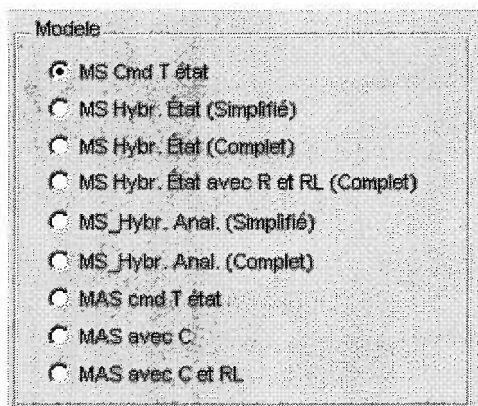 Modele
MS Cmd T état
MS Hybr. État (Simplifié)
MS Hybr. État (Complet)
MS Hybr. État avec R et RL (Complet)
MS_Hybr. Anal. (Simplifié)
MS_Hybr. Anal. (Complet)
MAS cmd T état
MAS avec C
MAS avec C et RL